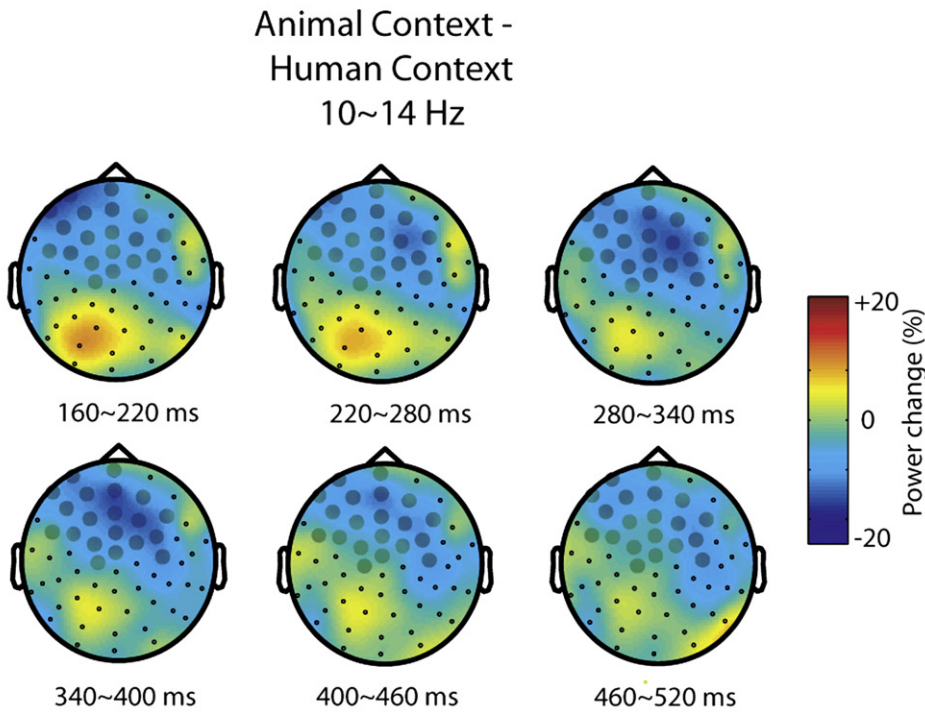 Animal Context -
Human Context
10~14 Hz
160~220 ms
220~280 ms
280~340 ms
+20
0
-20
Power change (%)
340~400 ms
400~460 ms
460~520 ms